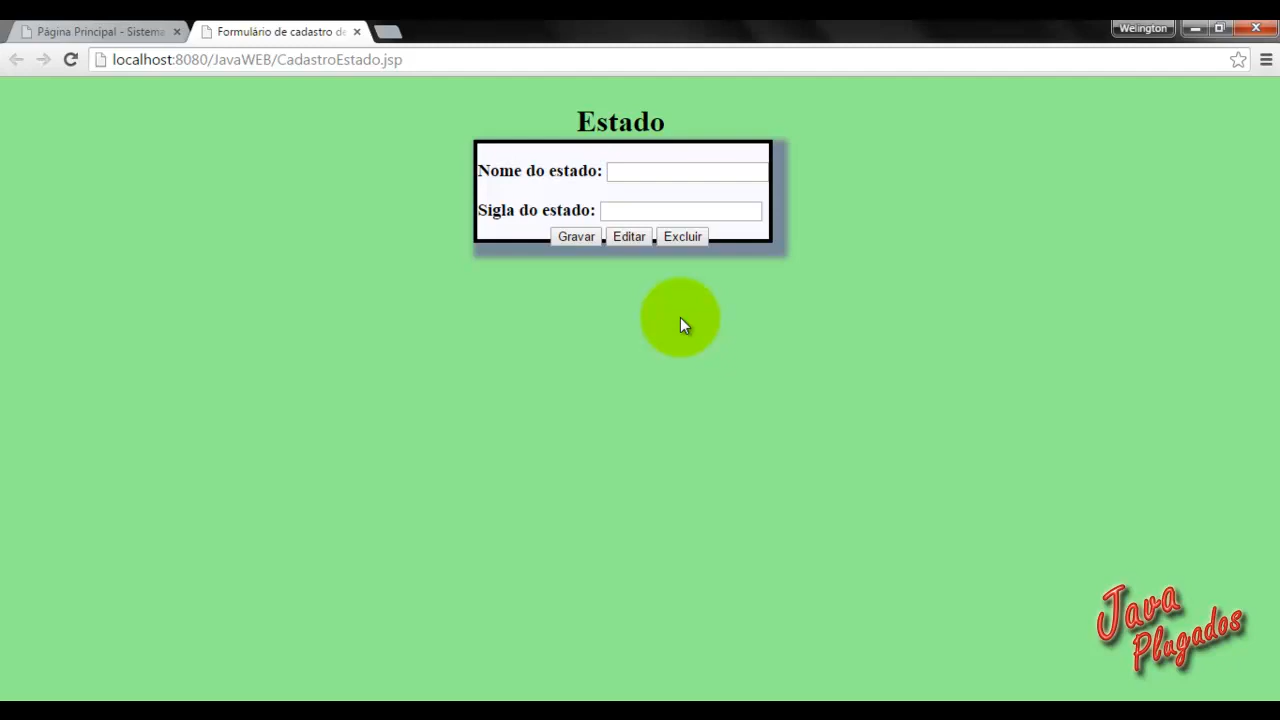 Página Principal - Sistema
Formulário de cadastro de
Welington
localhost:8080/JavaWEB/CadastroEstado.jsp
Estado
Nome do estado:
Sigla do estado:
Gravar Editar Excluir
Java
Plugados